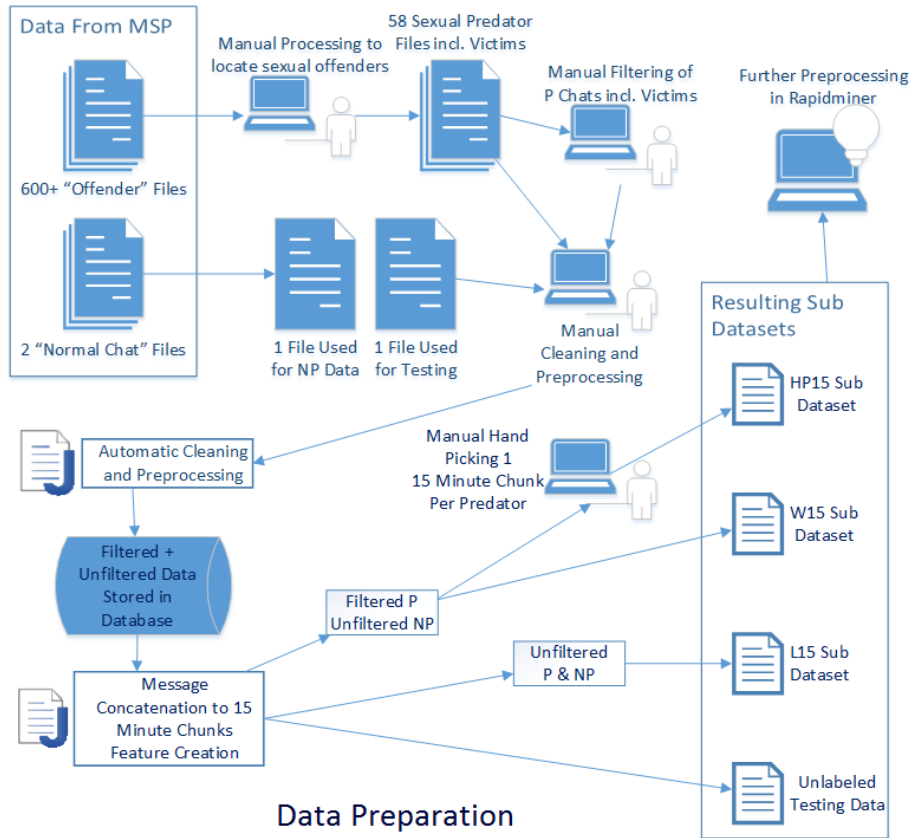 Data From MSP
600+ "Offender" Files
2 "Normal Chat" Files
Manual Processing to
locate sexual offenders
58 Sexual Predator
Files incl. Victims
Manual Filtering of
P Chats incl. Victims
Further Preprocessing
in Rapidminer
1 File Used
for NP Data
1 File Used
for Testing
Manual
Cleaning and
Preprocessing
Automatic Cleaning
and Preprocessing
Filtered +
Unfiltered Data
Stored in
Database
Message
Concatenation to 15
Minute Chunks
Feature Creation
Filtered P
Unfiltered NP
Unfiltered
P & NP
Manual Hand
Picking 1
15 Minute Chunk
Per Predator
Resulting Sub
Datasets
HP15 Sub
Dataset
W15 Sub
Dataset
L15 Sub
Dataset
Unlabeled
Testing Data
Data Preparation